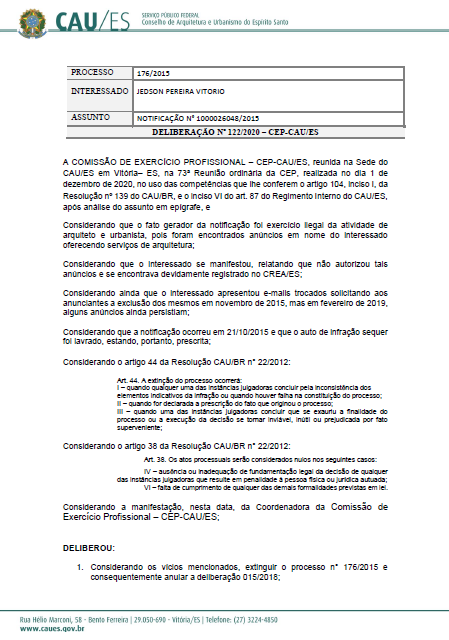 CAU/ES
SERVIÇO PÚBLICO FEDERAL
Conselho de Arquitetura e Urbanismo do Espírito Santo
PROCESSO 176/2015
INTERESSADO JEDSON PEREIRA VITORIO
ASSUNTO NOTIFICAÇÃO Nº 1000026048/2015
DELIBERAÇÃO Nº 122/2020 – CEP-CAU/ES
A COMISSÃO DE EXERCÍCIO PROFISSIONAL – CEP-CAU/ES, reunida na Sede do
CAU/ES em Vitória– ES, na 73ª Reunião ordinária da CEP, realizada no dia 1 de
dezembro de 2020, no uso das competências que lhe conferem o artigo 104, inciso I, da
Resolução nº 139 do CAU/BR, e o inciso VI do art. 87 do Regimento Interno do CAU/ES,
após análise do assunto em epígrafe, e
Considerando que o fato gerador da notificação foi exercício ilegal da atividade de
arquiteto e urbanista, pois foram encontrados anúncios em nome do interessado
oferecendo serviços de arquitetura;
Considerando que o interessado se manifestou, relatando que não autorizou tais
anúncios e se encontrava devidamente registrado no CREA/ES;
Considerando ainda que o interessado apresentou e-mails trocados solicitando aos
anunciantes a exclusão dos mesmos em novembro de 2015, mas em fevereiro de 2019,
alguns anúncios ainda persistiam;
Considerando que a notificação ocorreu em 21/10/2015 e que o auto de infração sequer
foi lavrado, estando, portanto, prescrita;
Considerando o artigo 44 da Resolução CAU/BR n° 22/2012:
Art. 44. A extinção do processo ocorrerá:
I – quando qualquer uma das instâncias julgadoras concluir pela inconsistência dos
elementos indicativos da infração ou quando houver falha na constituição do processo;
II – quando for declarada a prescrição do fato que originou o processo;
III – quando uma das instâncias julgadoras concluir que se exauriu a finalidade do
processo ou a execução da decisão se tornar inviável, inútil ou prejudicada por fato
superveniente;
Considerando o artigo 38 da Resolução CAU/BR n° 22/2012:
Art. 38. Os atos processuais serão considerados nulos nos seguintes casos:
IV – ausência ou inadequação de fundamentação legal da decisão de qualquer
das instâncias julgadoras que resulte em penalidade à pessoa física ou jurídica autuada;
VI – falta de cumprimento de qualquer das demais formalidades previstas em lei.
Considerando a manifestação, nesta data, da Coordenadora da Comissão de
Exercício Profissional – CEP-CAU/ES;
DELIBEROU:
1. Considerando os vícios mencionados, extinguir o processo n° 176/2015 e
consequentemente anular a deliberação 015/2018;
Rua Hélio Marconi, 58 - Bento Ferreira | 29.050-690 - Vitória/ES | Telefone: (27) 3224-4850
www.caues.gov.br